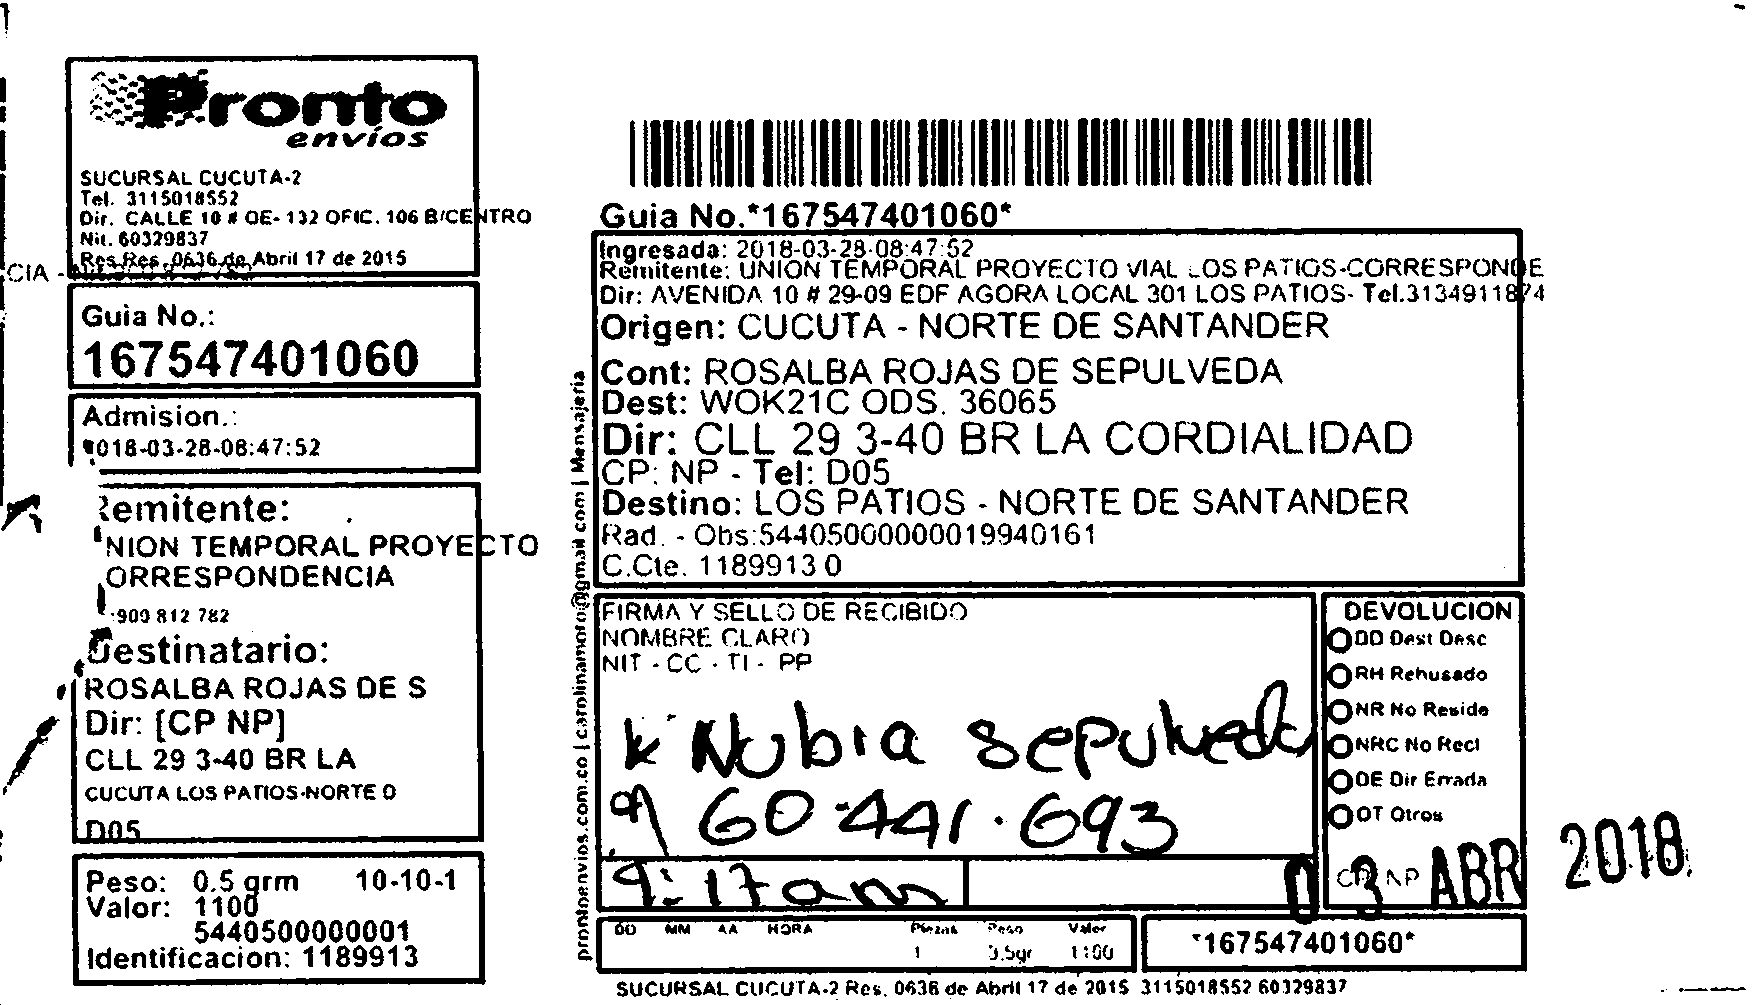 Pronto
envíos
SUCURSAL CUCUTA-2
Tel. 3115018552
Dir. CALLE 10 # OE- 132 OFIC. 106 B/CENTRO
Nit. 60329837
Res.Res .0636 de Abril 17 de 2015
CIA -
Guia No.:
167547401060
Admision.:
2018-03-28-08:47:52
Remitente:
UNION TEMPORAL PROYECTO
CORRESPONDENCIA
900 812 782
Destinatario:
ROSALBA ROJAS DE S
Dir: [CP NP]
CLL 29 3-40 BR LA
CUCUTA LOS PATIOS-NORTE D
D05
Peso: 0.5 grm 10-10-1
Valor: 1100
5440500000001
Identificacion: 1189913
Guia No.*167547401060*
Ingresada: 2018-03-28-08:47:52
Remitente: UNION TEMPORAL PROYECTO VIAL LOS PATIOS-CORRESPONDE
Dir: AVENIDA 10 # 29-09 EDF AGORA LOCAL 301 LOS PATIOS- Tel.3134911874
Origen: CUCUTA - NORTE DE SANTANDER
Cont: ROSALBA ROJAS DE SEPULVEDA
Dest: WOK21C ODS. 36065
Dir: CLL 29 3-40 BR LA CORDIALIDAD
CP: NP - Tel: D05
Destino: LOS PATIOS - NORTE DE SANTANDER
Rad. - Obs:544050000000019940161
C.Cte. 1189913 0
prontoenvios.com.co | carolinamoro@gmail.com | Mensajeria
FIRMA Y SELLO DE RECIBIDO
NOMBRE CLARO
NIT - CC - TI - PP
Nubia Sepulveda
60.441.693
9:17am
DEVOLUCION
DD Dest Desc
RH Rehusado
NR No Reside
NRC No Recl
DE Dir Errada
OT Otros
CP: NP
03 ABR 2018
DD MM AA HORA Piezas Peso Valor
1 0.5gr 1100
*167547401060*
SUCURSAL CUCUTA-2 Res. 0636 de Abril 17 de 2015 3115018552 60329837